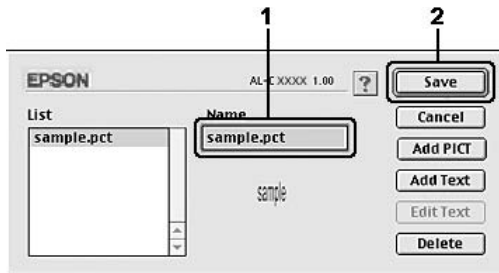 1 2
EPSON AL-C XXXX 1.00 ? Save
List Name Cancel
sample.pct sample.pct Add PICT
sample Add Text
Edit Text
Delete